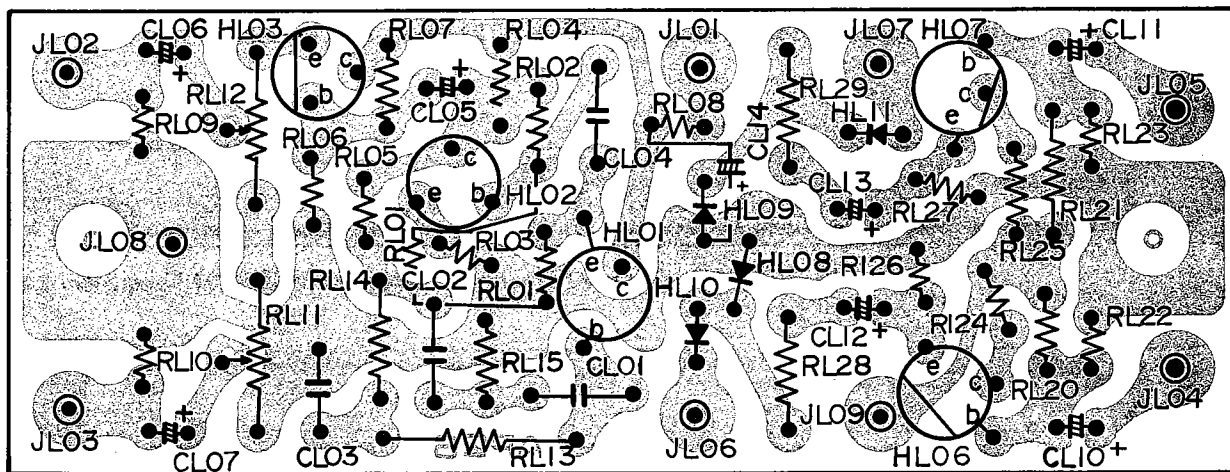 JL02
CL06
HL03
RL07
RL04
JL01
JL07
HL07
CL11
+
e
c
b
RL12
RL09
CL05
+
RL02
RL08
CL14
+
RL29
HL11
b
c
e
+
JL05
RL23
RL06
RL05
c
e
b
CL04
HL02
HL09
CL13
+
RL27
RL21
RL25
JL08
RL01
RL03
HL01
e
c
b
HL08
R126
RL14
CL02
RL01
HL10
RL11
RL10
RL15
CL01
CL12
+
R124
RL22
RL28
e
c
b
RL20
JL04
JL03
+
CL07
CL03
RL13
JL06
JL09
HL06
CL10
+